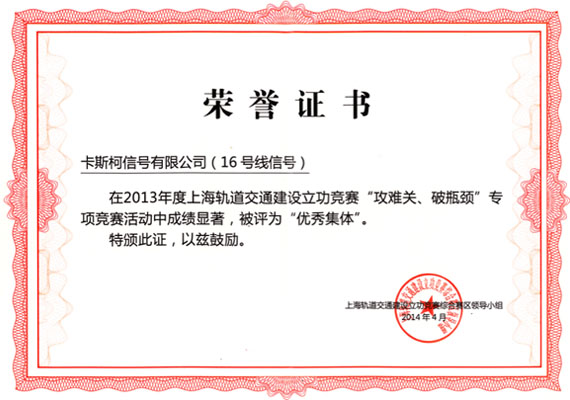 荣誉证书
卡斯柯信号有限公司（16号线信号）
在2013年度上海轨道交通建设立功竞赛“攻难关、破瓶颈”专
项竞赛活动中成绩显著，被评为“优秀集体”。
特颁此证，以兹鼓励。
上海轨道交通建设立功竞赛综合赛区领导小组
2014年4月